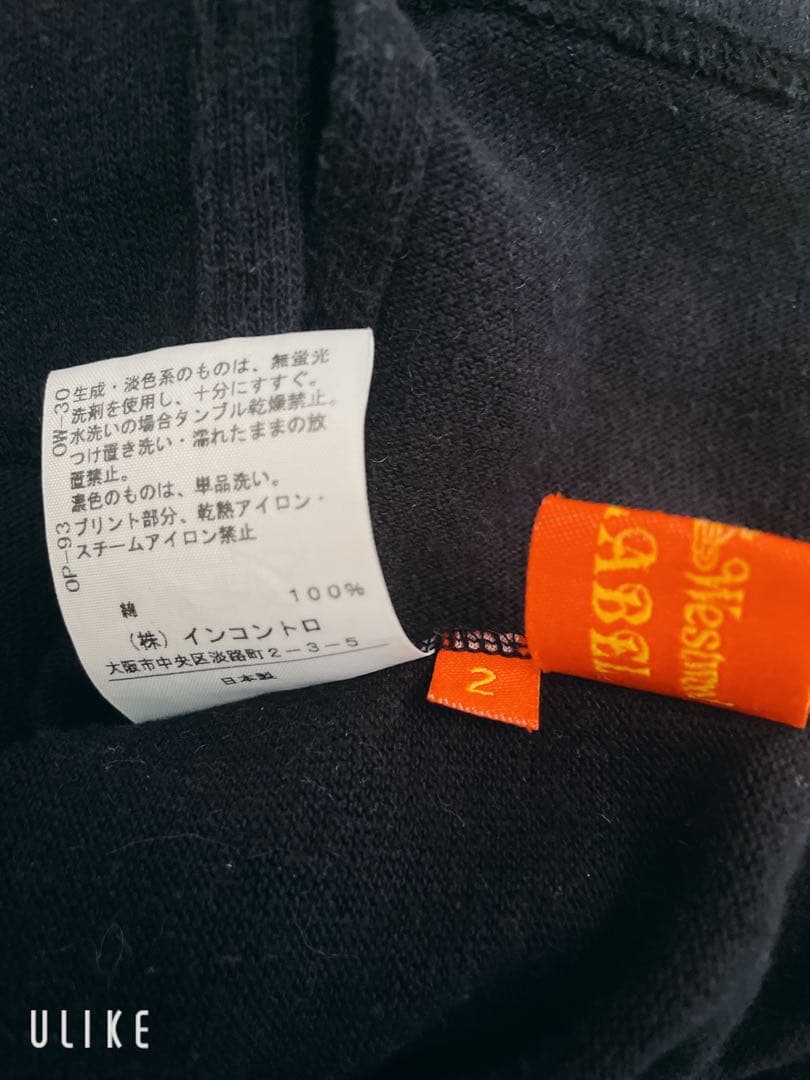 OW-30
生成・淡色系のものは、無蛍光
洗剤を使用し、十分にすすぐ。
水洗いの場合タンブル乾燥禁止。
つけ置き洗い・濡れたままの放
置禁止。
濃色のものは、単品洗い。
OP-93
プリント部分、乾熱アイロン・
スチームアイロン禁止
綿 100%
(株)インコントロ
大阪市中央区淡路町2-3-5
日本製
2
ULIKE